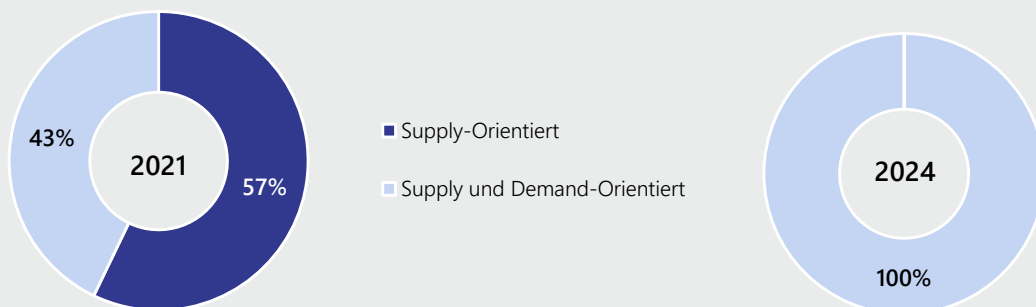 43%
2021
57%
Supply-Orientiert
Supply und Demand-Orientiert
2024
100%